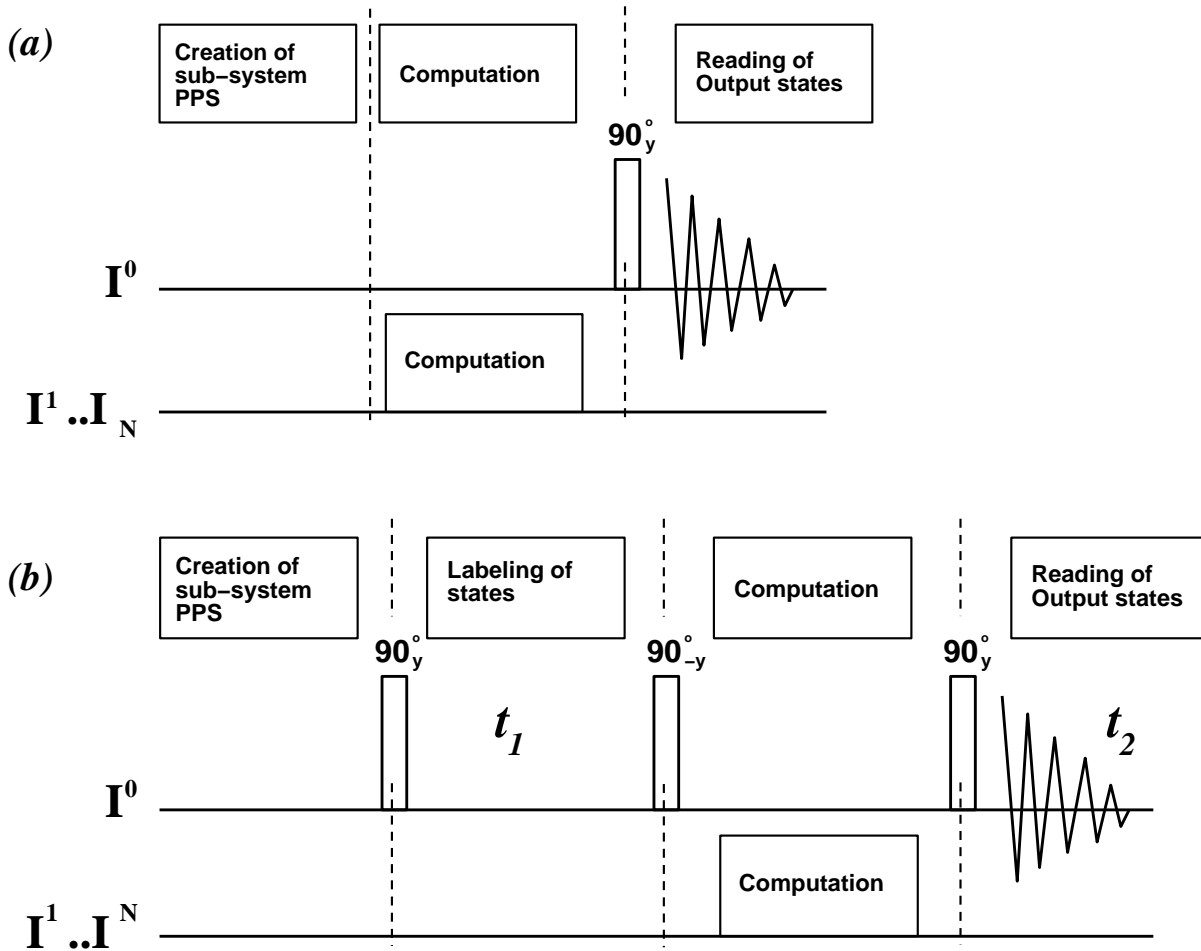 (a)
Creation of
sub−system
PPS
Computation
Reading of
Output states
90°y
I⁰
Computation
I¹ ..I N
(b)
Creation of
sub−system
PPS
Labeling of
states
Computation
Reading of
Output states
90°y
90°−y
90°y
t₁
t₂
I⁰
Computation
I¹ ..Iᴺ